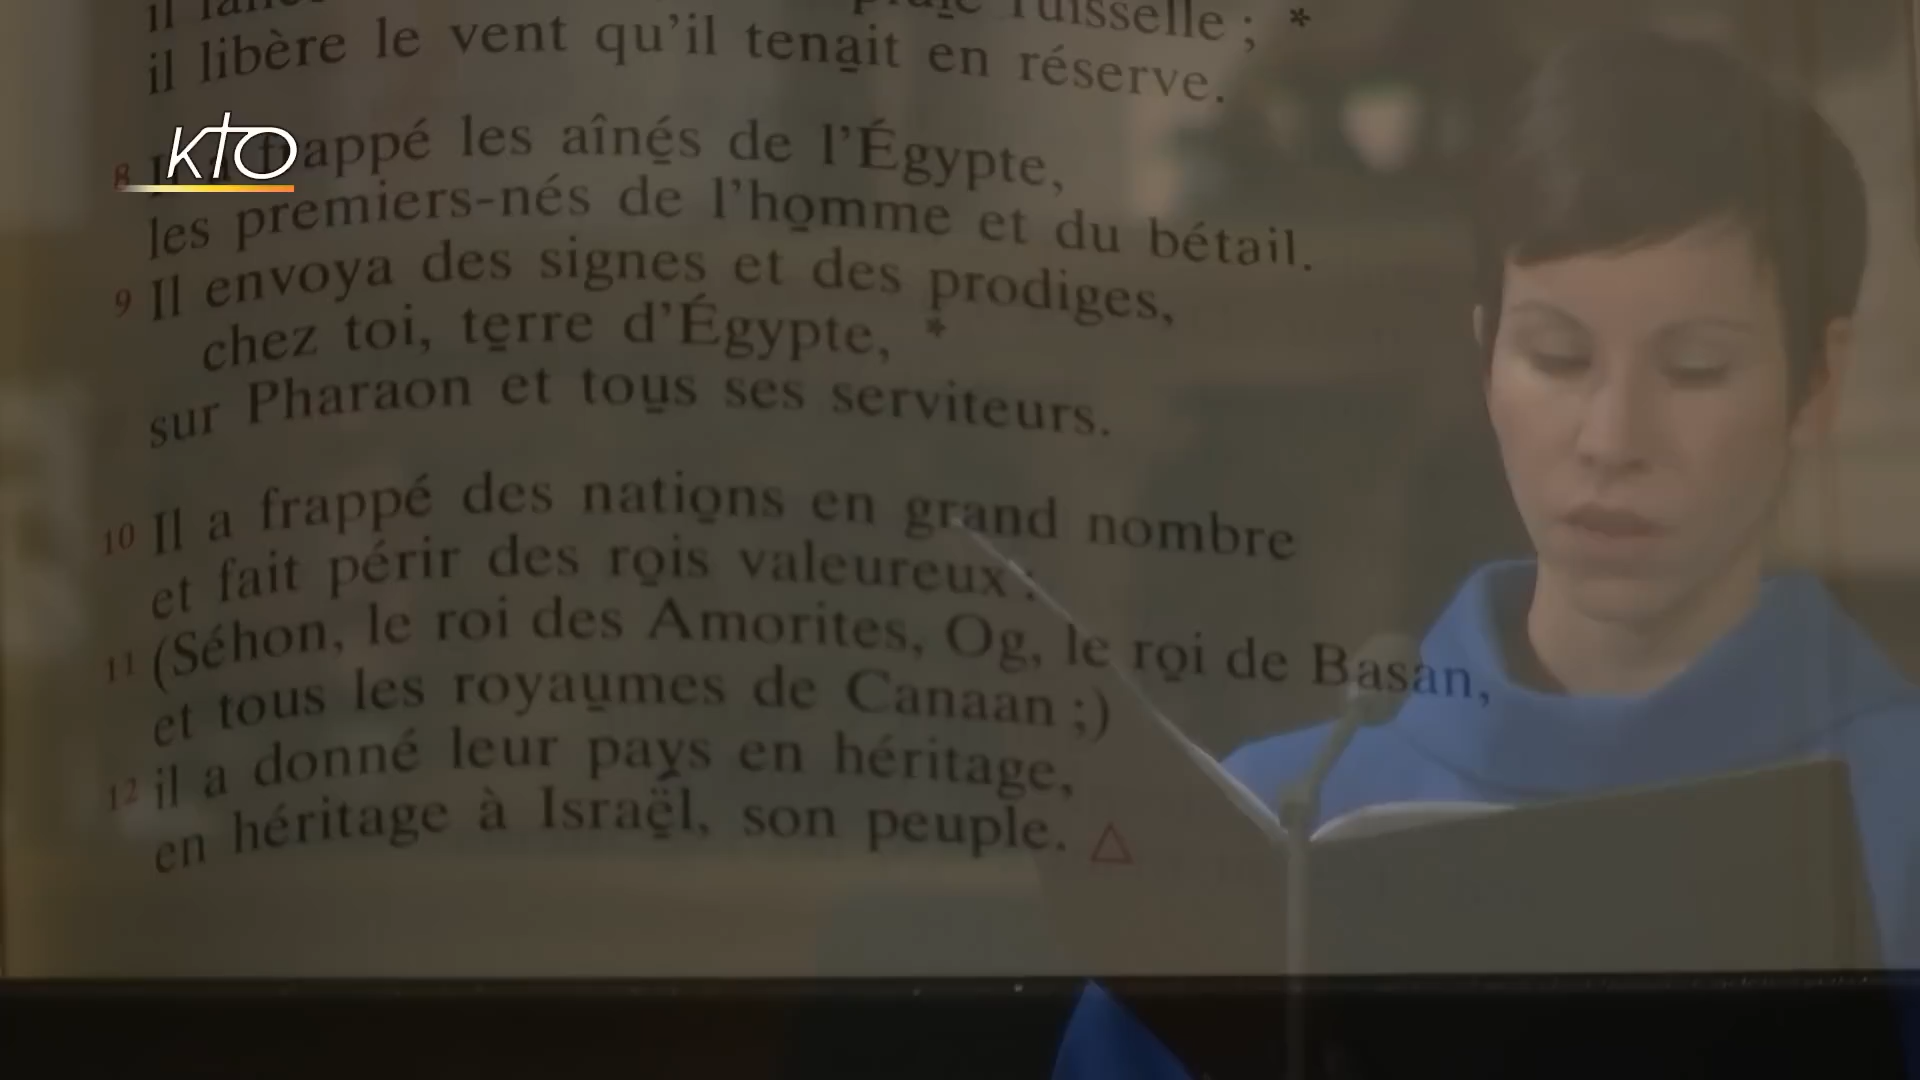 il
ruisselle ; *
il libère le vent qu'il tenait en réserve.
KTO
8 Il a frappé les aînés de l'Égypte,
les premiers-nés de l'homme et du bétail.
9 Il envoya des signes et des prodiges,
chez toi, terre d'Égypte, *
sur Pharaon et tous ses serviteurs.
10 Il a frappé des nations en grand nombre
et fait périr des rois valeureux :
11 (Séhon, le roi des Amorites, Og, le roi de Basan,
et tous les royaumes de Canaan ;)
12 il a donné leur pays en héritage,
en héritage à Israël, son peuple. △